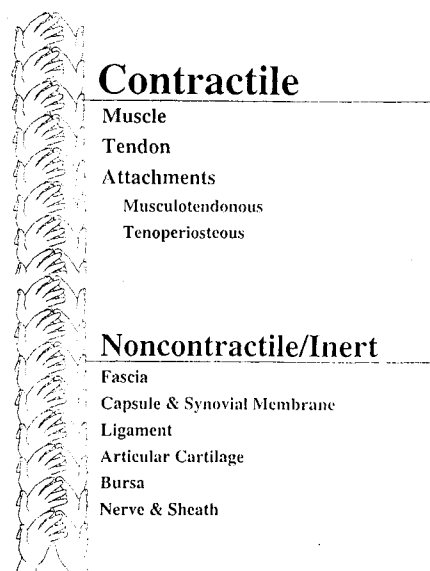 Contractile
Muscle
Tendon
Attachments
Musculotendonous
Tenoperiosteous
Noncontractile/Inert
Fascia
Capsule & Synovial Membrane
Ligament
Articular Cartilage
Bursa
Nerve & Sheath